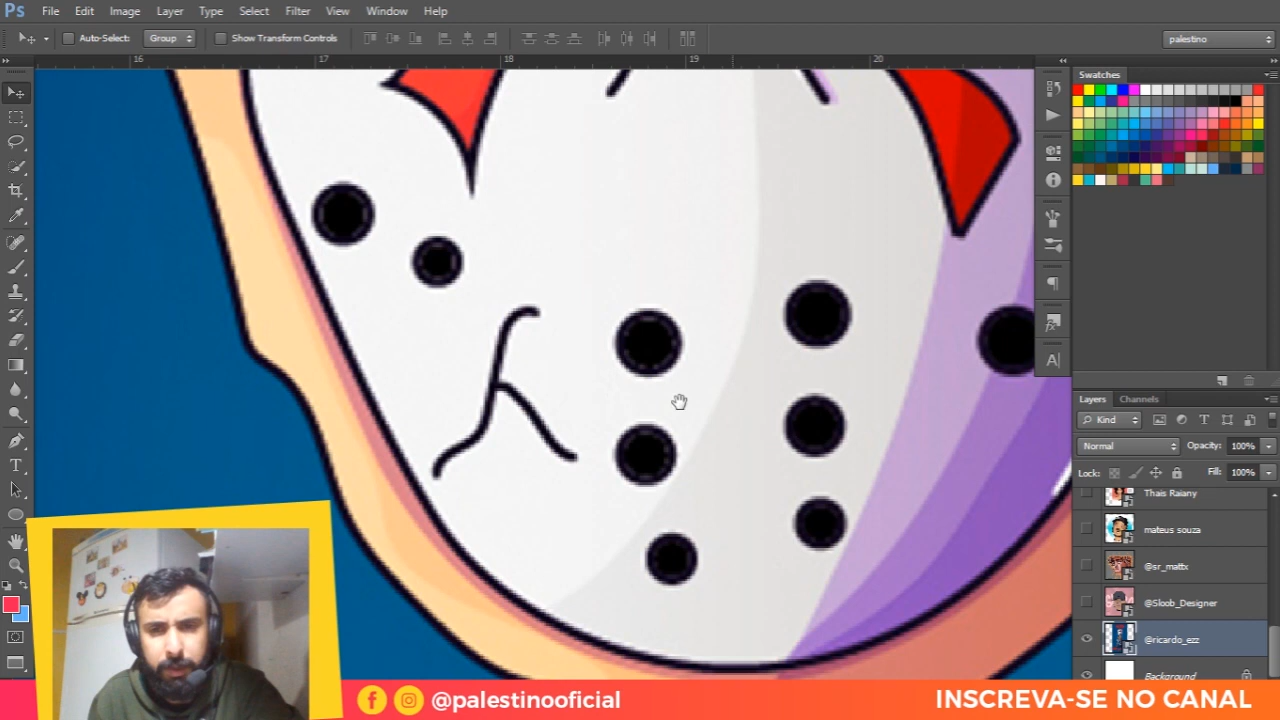 Ps File Edit Image Layer Type Select Filter View Window Help
Auto-Select: Group Show Transform Controls palestino
16 17 18 19 20
Swatches
Layers Channels
Kind
Normal Opacity: 100%
Lock: Fill: 100%
Thais Raiany
mateus souza
@sr_mattx
@Sloob_Designer
@ricardo_ezz
Background
@palestinooficial
INSCREVA-SE NO CANAL